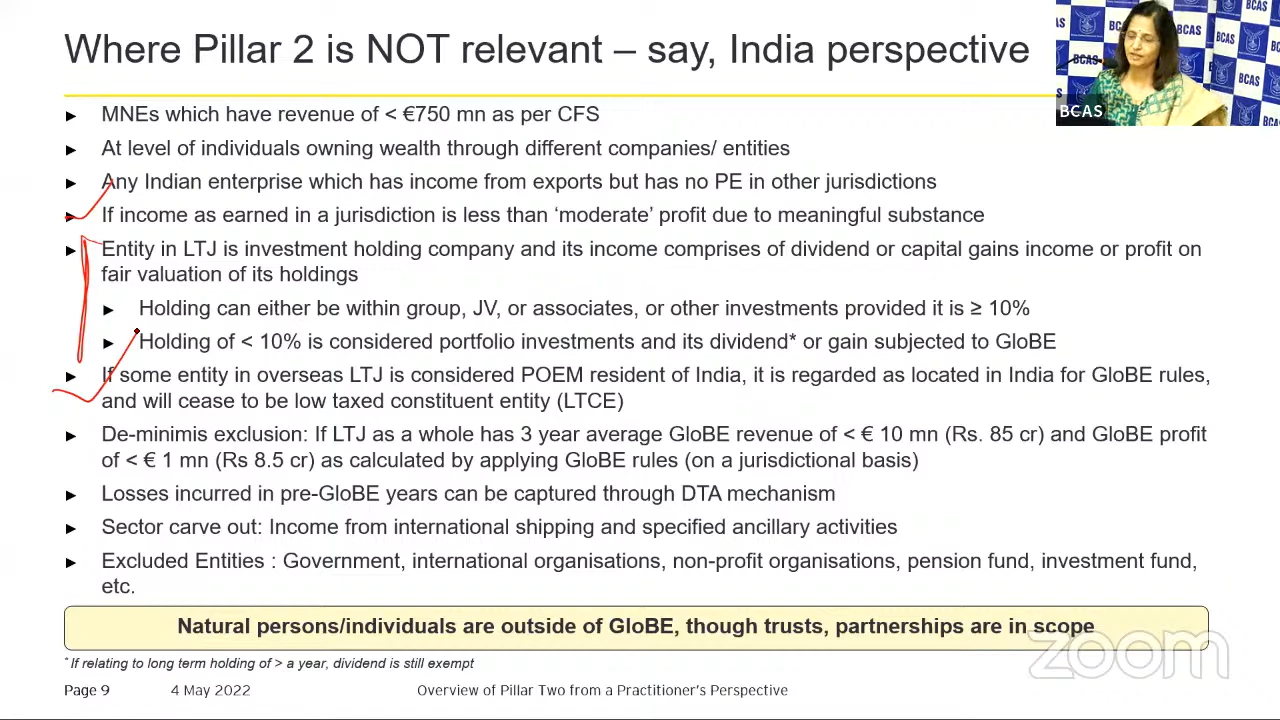 Where Pillar 2 is NOT relevant – say, India perspective
BCAS
► MNEs which have revenue of < €750 mn as per CFS
► At level of individuals owning wealth through different companies/ entities
► Any Indian enterprise which has income from exports but has no PE in other jurisdictions
► If income as earned in a jurisdiction is less than ‘moderate’ profit due to meaningful substance
► Entity in LTJ is investment holding company and its income comprises of dividend or capital gains income or profit on
fair valuation of its holdings
► Holding can either be within group, JV, or associates, or other investments provided it is ≥ 10%
► Holding of < 10% is considered portfolio investments and its dividend* or gain subjected to GloBE
► If some entity in overseas LTJ is considered POEM resident of India, it is regarded as located in India for GloBE rules,
and will cease to be low taxed constituent entity (LTCE)
► De-minimis exclusion: If LTJ as a whole has 3 year average GloBE revenue of < € 10 mn (Rs. 85 cr) and GloBE profit
of < € 1 mn (Rs 8.5 cr) as calculated by applying GloBE rules (on a jurisdictional basis)
► Losses incurred in pre-GloBE years can be captured through DTA mechanism
► Sector carve out: Income from international shipping and specified ancillary activities
► Excluded Entities : Government, international organisations, non-profit organisations, pension fund, investment fund,
etc.
Natural persons/individuals are outside of GloBE, though trusts, partnerships are in scope
zoom
* If relating to long term holding of > a year, dividend is still exempt
Page 9 4 May 2022 Overview of Pillar Two from a Practitioner's Perspective